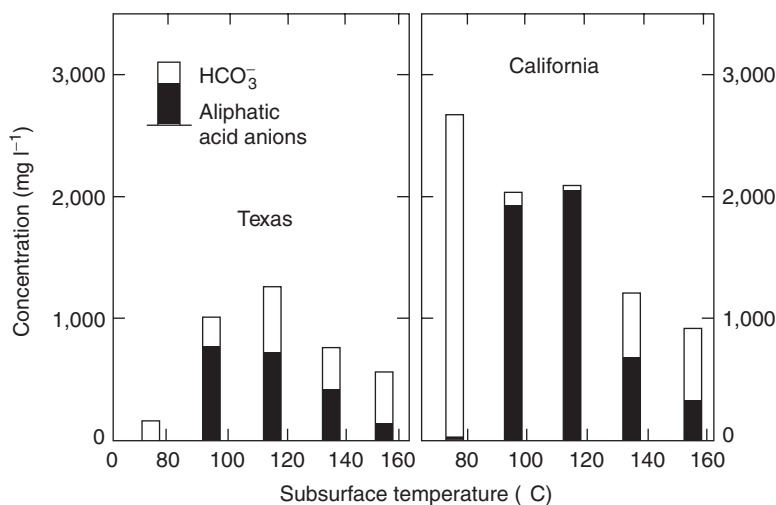 3,000
2,000
1,000
0
Concentration (mg l⁻¹)
HCO₃⁻
Aliphatic
acid anions
Texas
0 80 100 120 140 160
California
3,000
2,000
1,000
0
80 100 120 140 160
Subsurface temperature ( C)